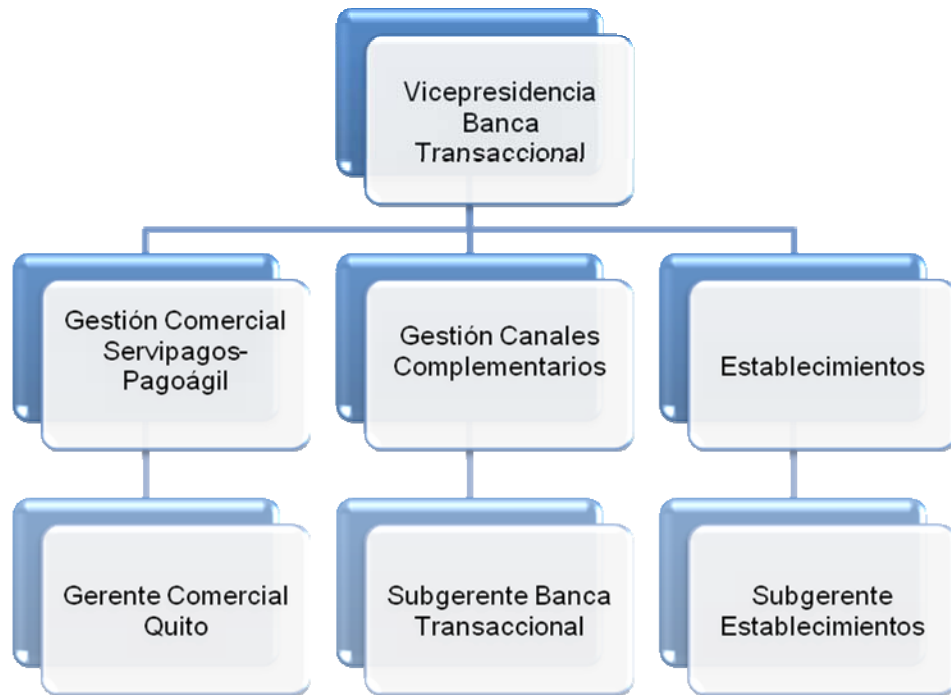 Vicepresidencia
Banca
Transaccional
Gestión Comercial
Servipagos-
Pagoágil
Gestión Canales
Complementarios
Establecimientos
Gerente Comercial
Quito
Subgerente Banca
Transaccional
Subgerente
Establecimientos